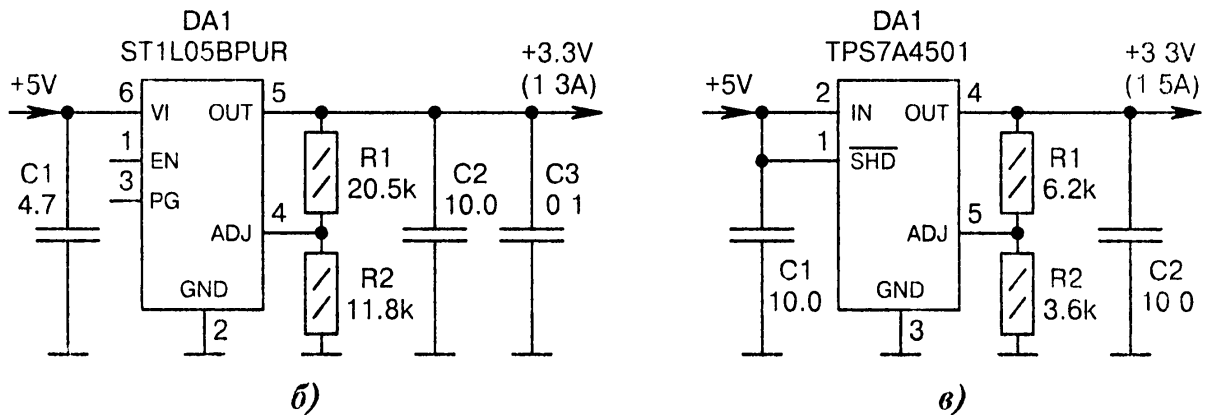 DA1
ST1L05BPUR
+5V
+3.3V
(1 3A)
6
VI
OUT
5
1
EN
3
PG
C1
4.7
R1
20.5k
C2
10.0
C3
0 1
ADJ
4
GND
2
R2
11.8k
б)
DA1
TPS7A4501
+5V
+3 3V
(1 5A)
2
IN
OUT
4
1
SHD
R1
6.2k
ADJ
5
C1
10.0
GND
3
R2
3.6k
C2
10 0
в)